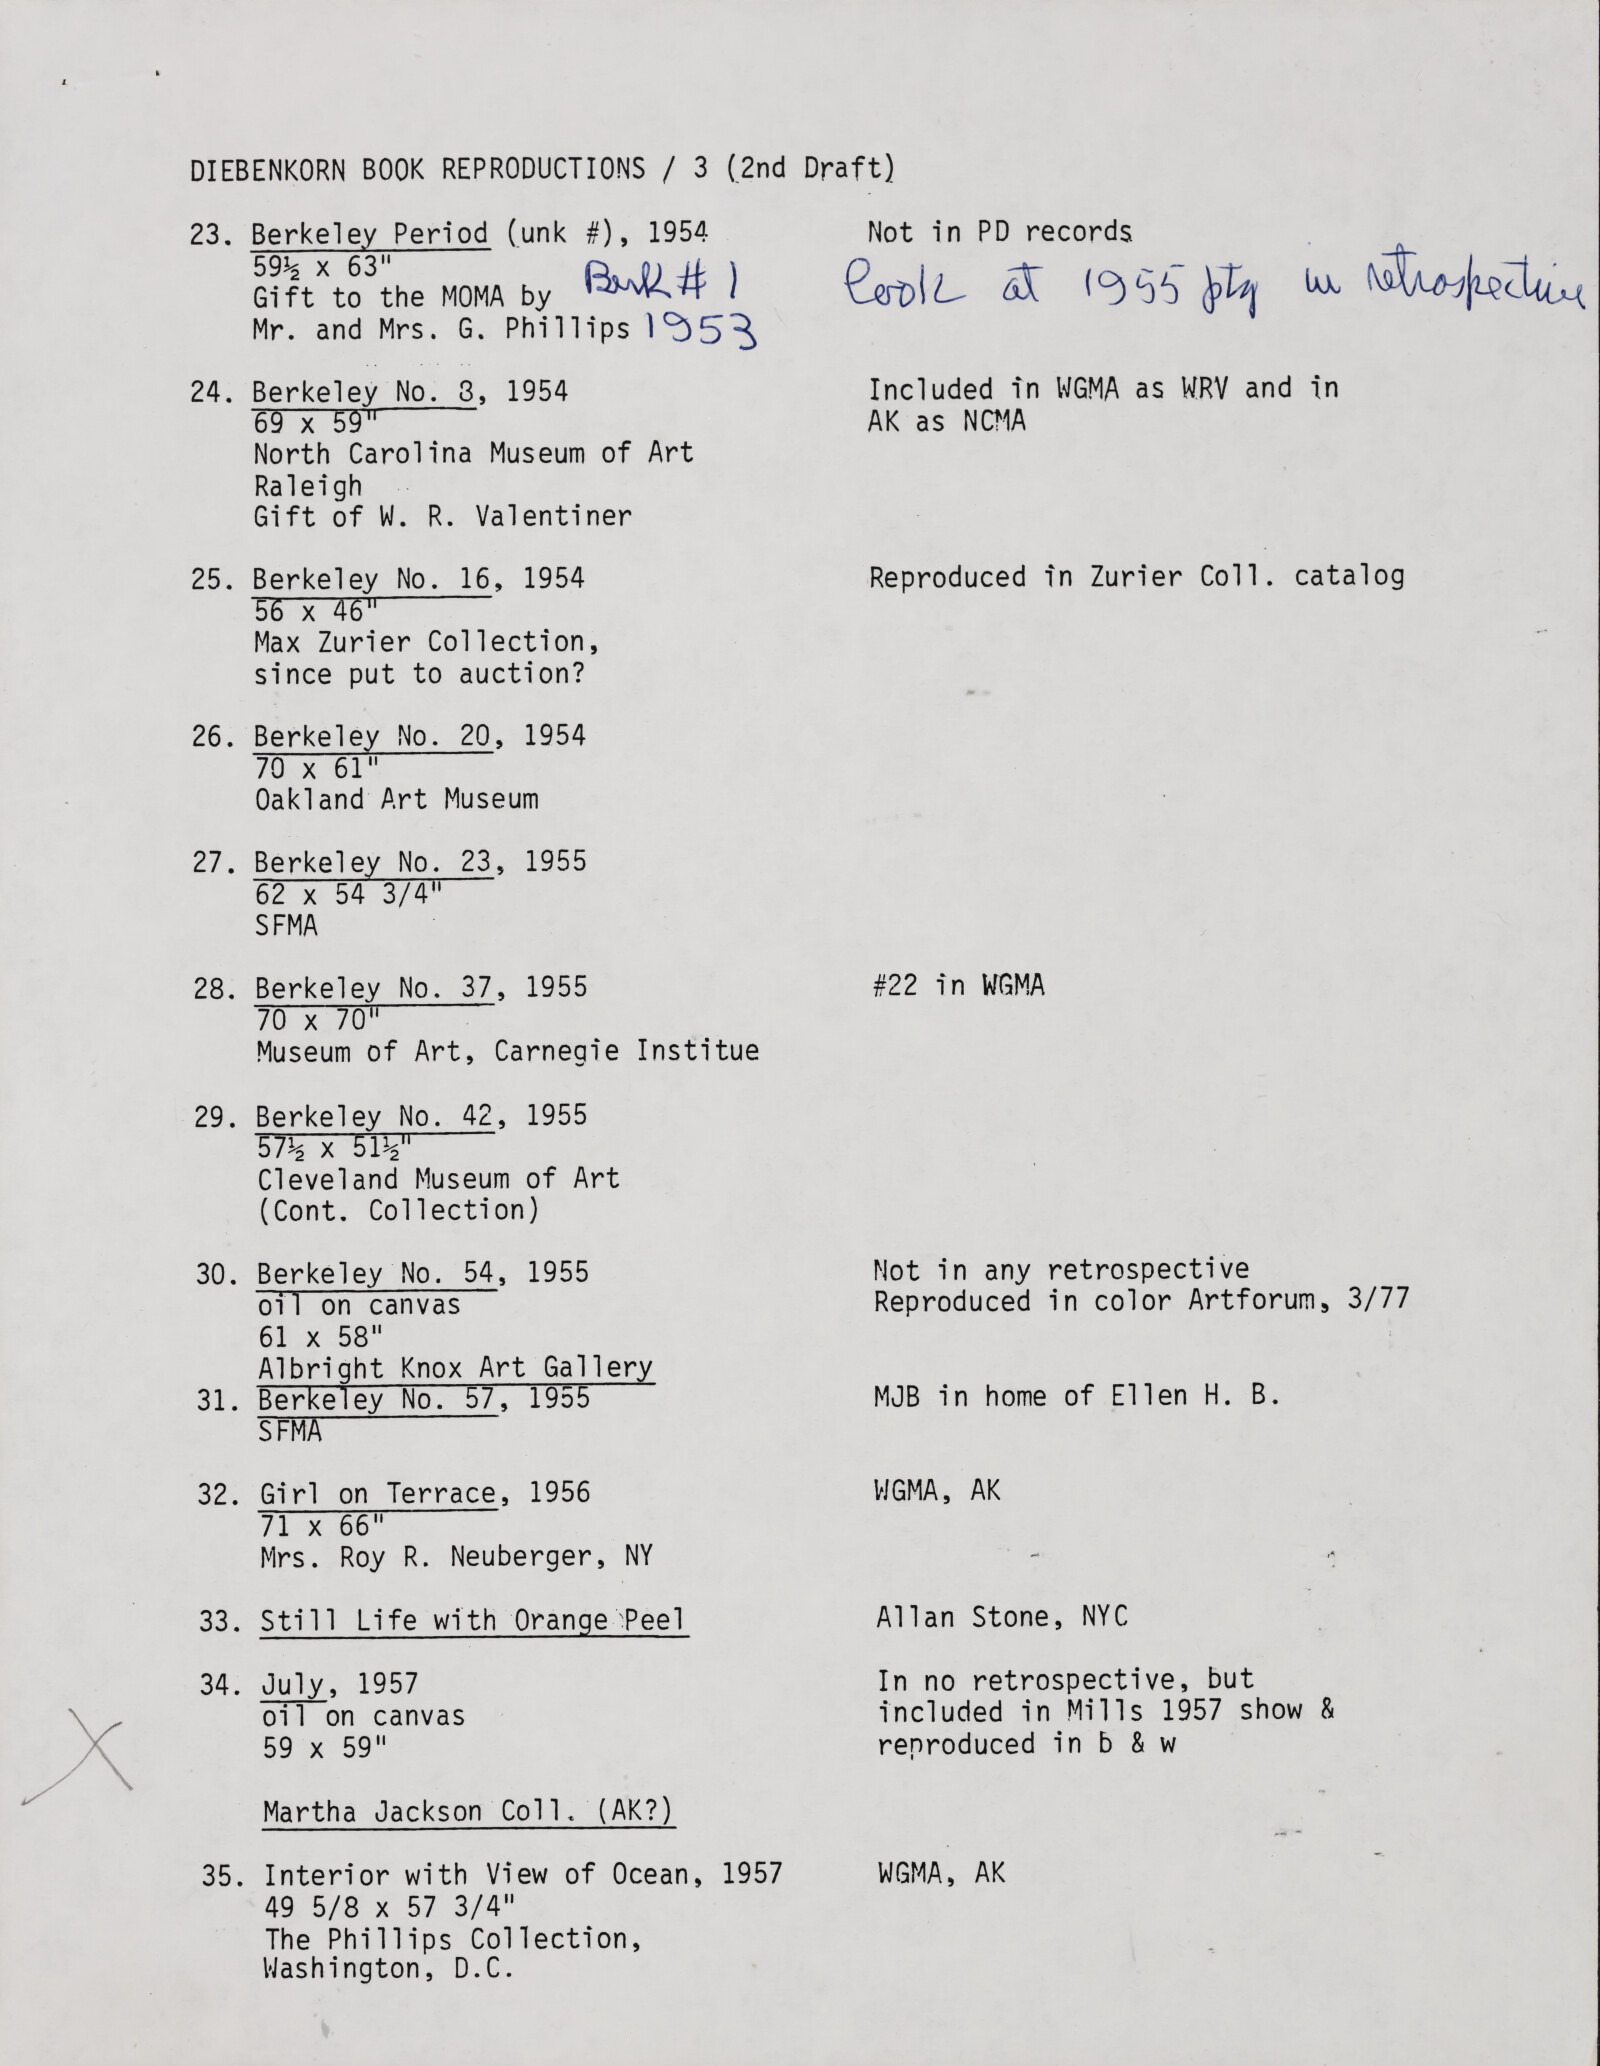 DIEBENKORN BOOK REPRODUCTIONS / 3 (2nd Draft)
23. Berkeley Period (unk #), 1954
Not in PD records
59½ x 63"
Gift to the MOMA by
Berk # 1
Look at 1955 ptg in retrospective
Mr. and Mrs. G. Phillips
1953
24. Berkeley No. 8, 1954
Included in WGMA as WRV and in
69 x 59"
AK as NCMA
North Carolina Museum of Art
Raleigh
Gift of W. R. Valentiner
25. Berkeley No. 16, 1954
Reproduced in Zurier Coll. catalog
56 x 46"
Max Zurier Collection,
since put to auction?
26. Berkeley No. 20, 1954
70 x 61"
Oakland Art Museum
27. Berkeley No. 23, 1955
62 x 54 3/4"
SFMA
28. Berkeley No. 37, 1955
#22 in WGMA
70 x 70"
Museum of Art, Carnegie Institue
29. Berkeley No. 42, 1955
57½ x 51½"
Cleveland Museum of Art
(Cont. Collection)
30. Berkeley No. 54, 1955
Not in any retrospective
oil on canvas
Reproduced in color Artforum, 3/77
61 x 58"
Albright Knox Art Gallery
31. Berkeley No. 57, 1955
MJB in home of Ellen H. B.
SFMA
32. Girl on Terrace, 1956
WGMA, AK
71 x 66"
Mrs. Roy R. Neuberger, NY
33. Still Life with Orange Peel
Allan Stone, NYC
34. July, 1957
In no retrospective, but
oil on canvas
included in Mills 1957 show &
59 x 59"
reproduced in b & w
X
Martha Jackson Coll. (AK?)
35. Interior with View of Ocean, 1957
WGMA, AK
49 5/8 x 57 3/4"
The Phillips Collection,
Washington, D.C.